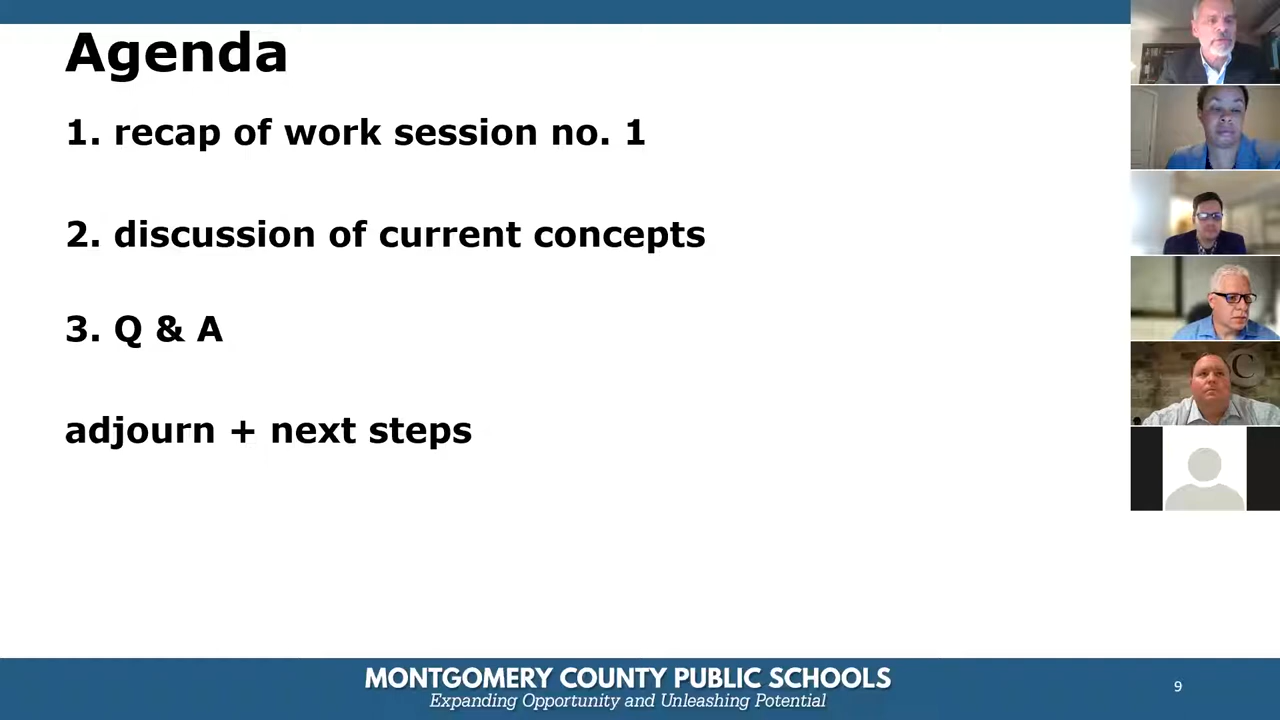 Agenda
1. recap of work session no. 1
2. discussion of current concepts
3. Q & A
adjourn + next steps
C
MONTGOMERY COUNTY PUBLIC SCHOOLS
Expanding Opportunity and Unleashing Potential
9